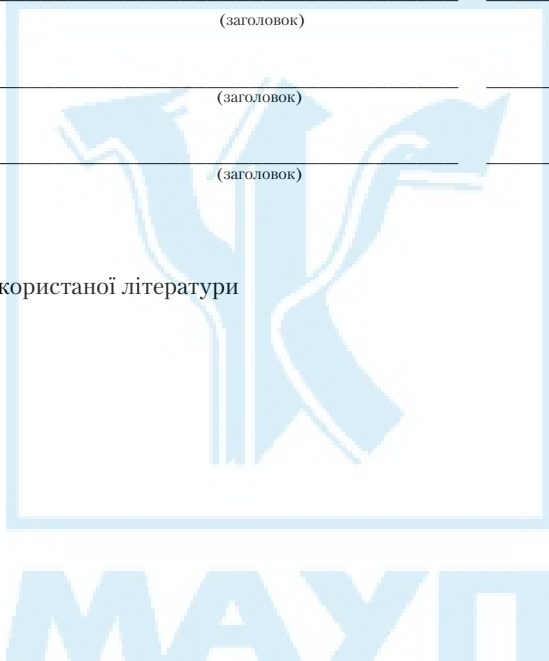 (заголовок)
(заголовок)
(заголовок)
користаної літератури
МАУП